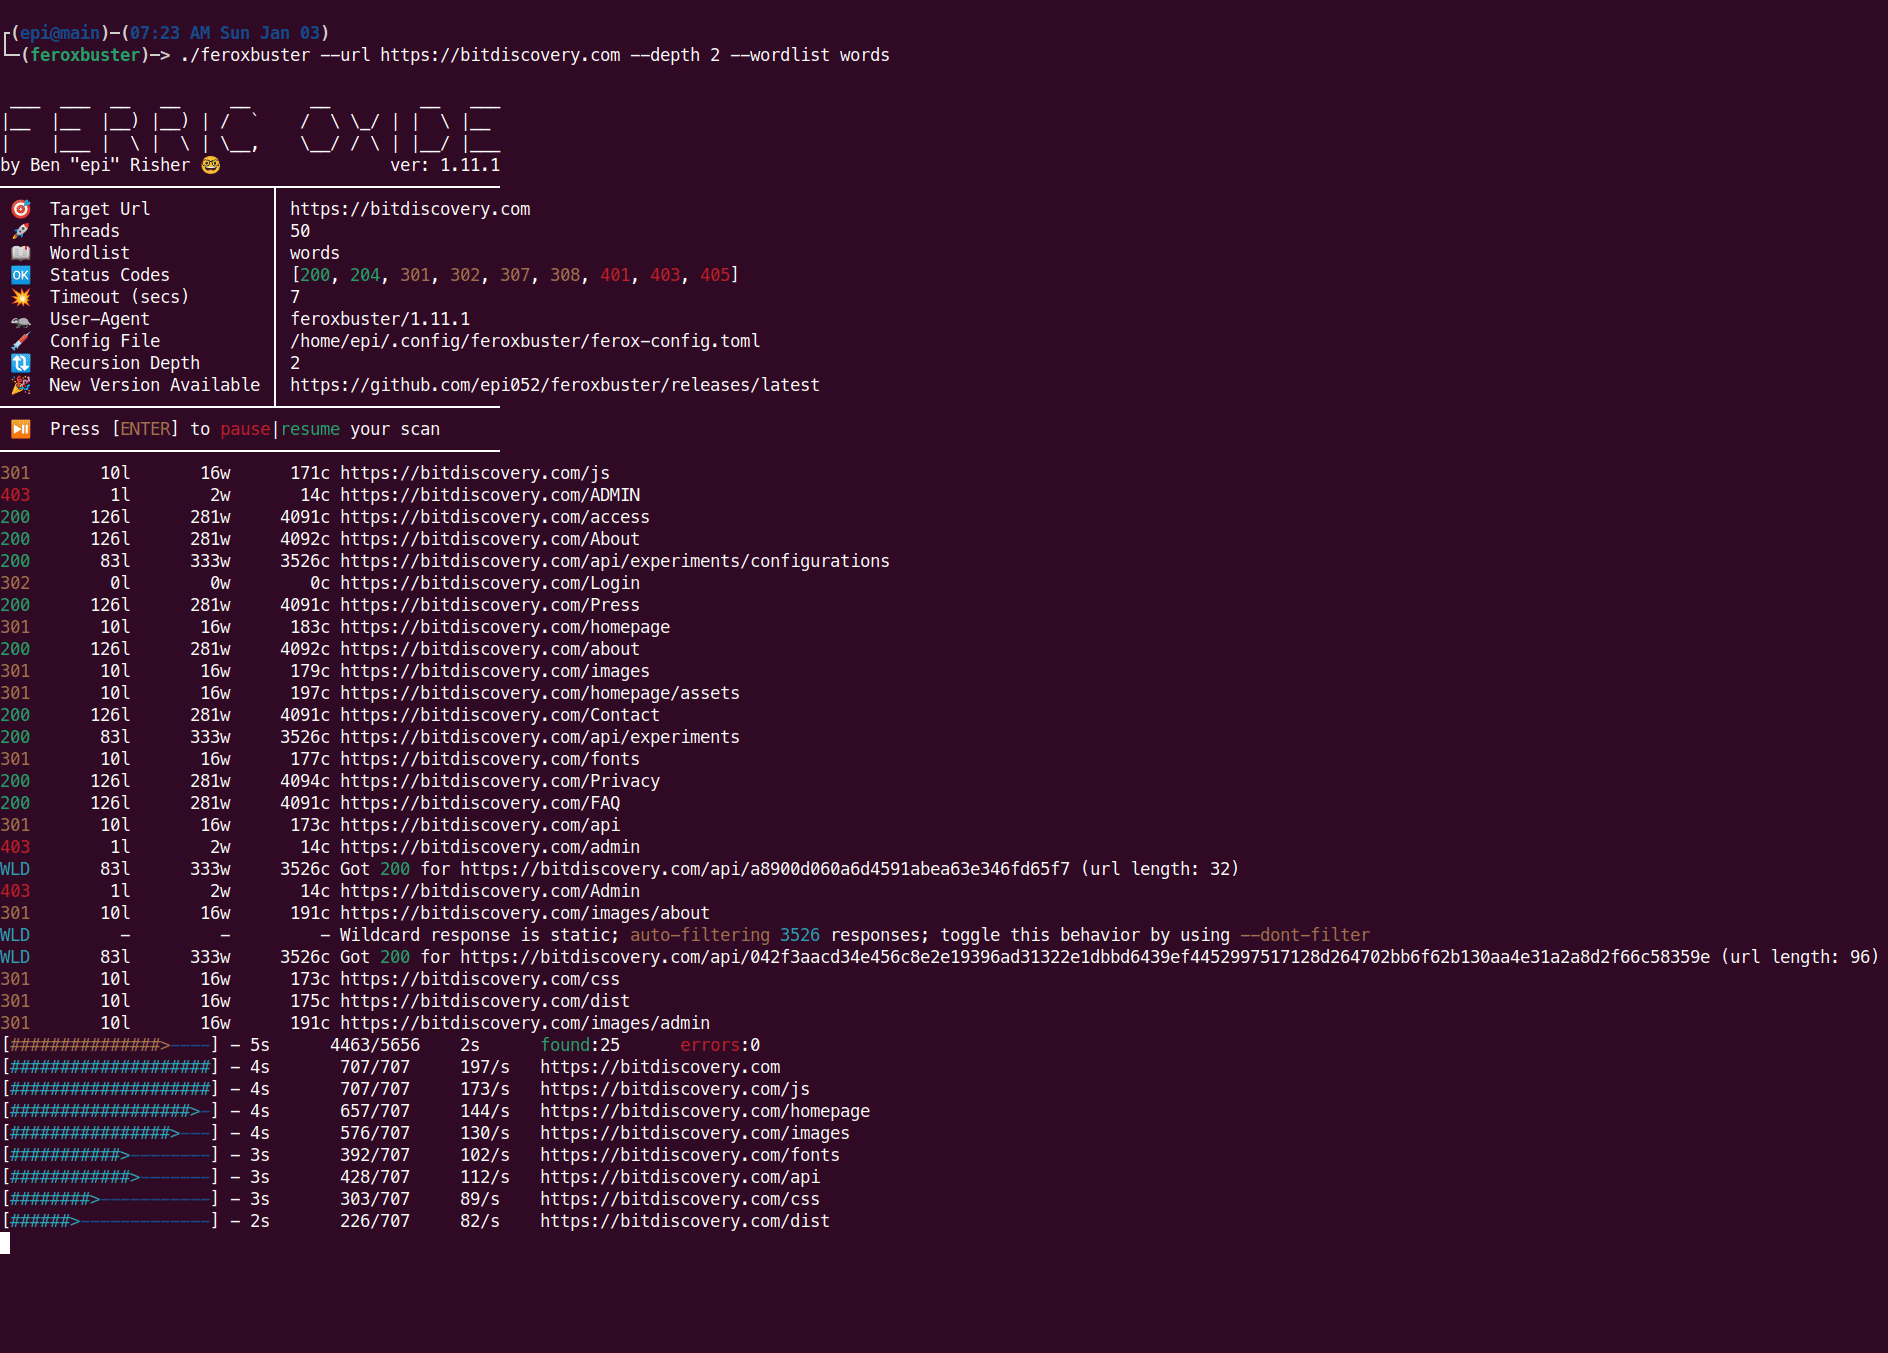 ┌(epi@main)─(07:23 AM Sun Jan 03)
└─(feroxbuster)─> ./feroxbuster --url https://bitdiscovery.com --depth 2 --wordlist words
 ___  ___  __   __     __      __         __   ___
|__  |__  |__) |__) | /  `    /  \ \_/ | |  \ |__
|    |___ |  \ |  \ | \__,    \__/ / \ | |__/ |___
by Ben "epi" Risher 🤓                 ver: 1.11.1
🎯 Target Url │ https://bitdiscovery.com
🚀 Threads │ 50
📖 Wordlist │ words
🆗 Status Codes │ [200, 204, 301, 302, 307, 308, 401, 403, 405]
💥 Timeout (secs) │ 7
🦡 User-Agent │ feroxbuster/1.11.1
💉 Config File │ /home/epi/.config/feroxbuster/ferox-config.toml
🔃 Recursion Depth │ 2
🎉 New Version Available │ https://github.com/epi052/feroxbuster/releases/latest
⏯ Press [ENTER] to pause|resume your scan
301       10l       16w      171c https://bitdiscovery.com/js
403        1l        2w       14c https://bitdiscovery.com/ADMIN
200      126l      281w     4091c https://bitdiscovery.com/access
200      126l      281w     4092c https://bitdiscovery.com/About
200       83l      333w     3526c https://bitdiscovery.com/api/experiments/configurations
302        0l        0w        0c https://bitdiscovery.com/Login
200      126l      281w     4091c https://bitdiscovery.com/Press
301       10l       16w      183c https://bitdiscovery.com/homepage
200      126l      281w     4092c https://bitdiscovery.com/about
301       10l       16w      179c https://bitdiscovery.com/images
301       10l       16w      197c https://bitdiscovery.com/homepage/assets
200      126l      281w     4091c https://bitdiscovery.com/Contact
200       83l      333w     3526c https://bitdiscovery.com/api/experiments
301       10l       16w      177c https://bitdiscovery.com/fonts
200      126l      281w     4094c https://bitdiscovery.com/Privacy
200      126l      281w     4091c https://bitdiscovery.com/FAQ
301       10l       16w      173c https://bitdiscovery.com/api
403        1l        2w       14c https://bitdiscovery.com/admin
WLD       83l      333w     3526c Got 200 for https://bitdiscovery.com/api/a8900d060a6d4591abea63e346fd65f7 (url length: 32)
403        1l        2w       14c https://bitdiscovery.com/Admin
301       10l       16w      191c https://bitdiscovery.com/images/about
WLD         -         -         - Wildcard response is static; auto-filtering 3526 responses; toggle this behavior by using --dont-filter
WLD       83l      333w     3526c Got 200 for https://bitdiscovery.com/api/042f3aacd34e456c8e2e19396ad31322e1dbbd6439ef4452997517128d264702bb6f62b130aa4e31a2a8d2f66c58359e (url length: 96)
301       10l       16w      173c https://bitdiscovery.com/css
301       10l       16w      175c https://bitdiscovery.com/dist
301       10l       16w      191c https://bitdiscovery.com/images/admin
[###############>----] - 5s      4463/5656    2s      found:25      errors:0
[####################] - 4s       707/707     197/s   https://bitdiscovery.com
[####################] - 4s       707/707     173/s   https://bitdiscovery.com/js
[##################>-] - 4s       657/707     144/s   https://bitdiscovery.com/homepage
[################>---] - 4s       576/707     130/s   https://bitdiscovery.com/images
[###########>--------] - 3s       392/707     102/s   https://bitdiscovery.com/fonts
[############>-------] - 3s       428/707     112/s   https://bitdiscovery.com/api
[########>-----------] - 3s       303/707     89/s    https://bitdiscovery.com/css
[######>-------------] - 2s       226/707     82/s    https://bitdiscovery.com/dist